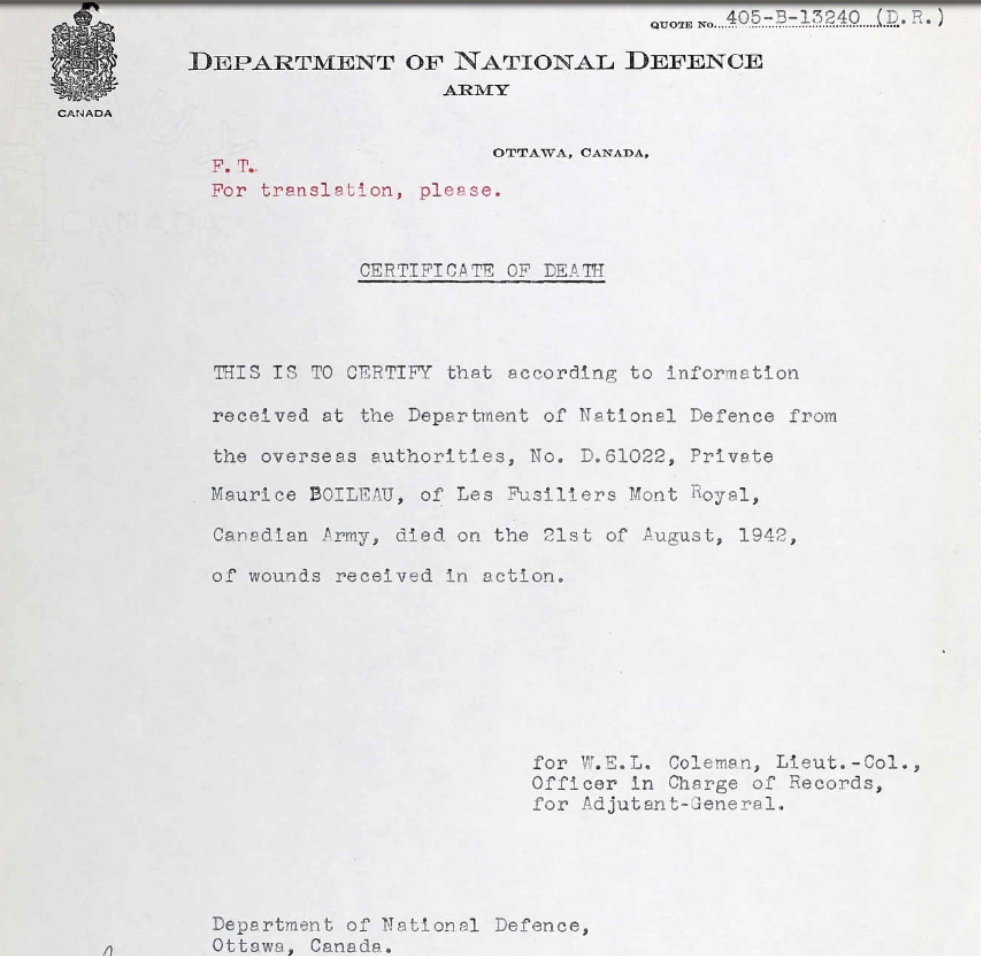 QUOTE No. 405-B-13240 (D.R.)
DEPARTMENT OF NATIONAL DEFENCE
ARMY
CANADA
OTTAWA, CANADA,
F. T.
For translation, please.
CERTIFICATE OF DEATH
THIS IS TO CERTIFY that according to information
received at the Department of National Defence from
the overseas authorities, No. D.61022, Private
Maurice BOILEAU, of Les Fusiliers Mont Royal,
Canadian Army, died on the 21st of August, 1942,
of wounds received in action.
for W.E.L. Coleman, Lieut.-Col.,
Officer in Charge of Records,
for Adjutant-General.
Department of National Defence,
Ottawa, Canada.